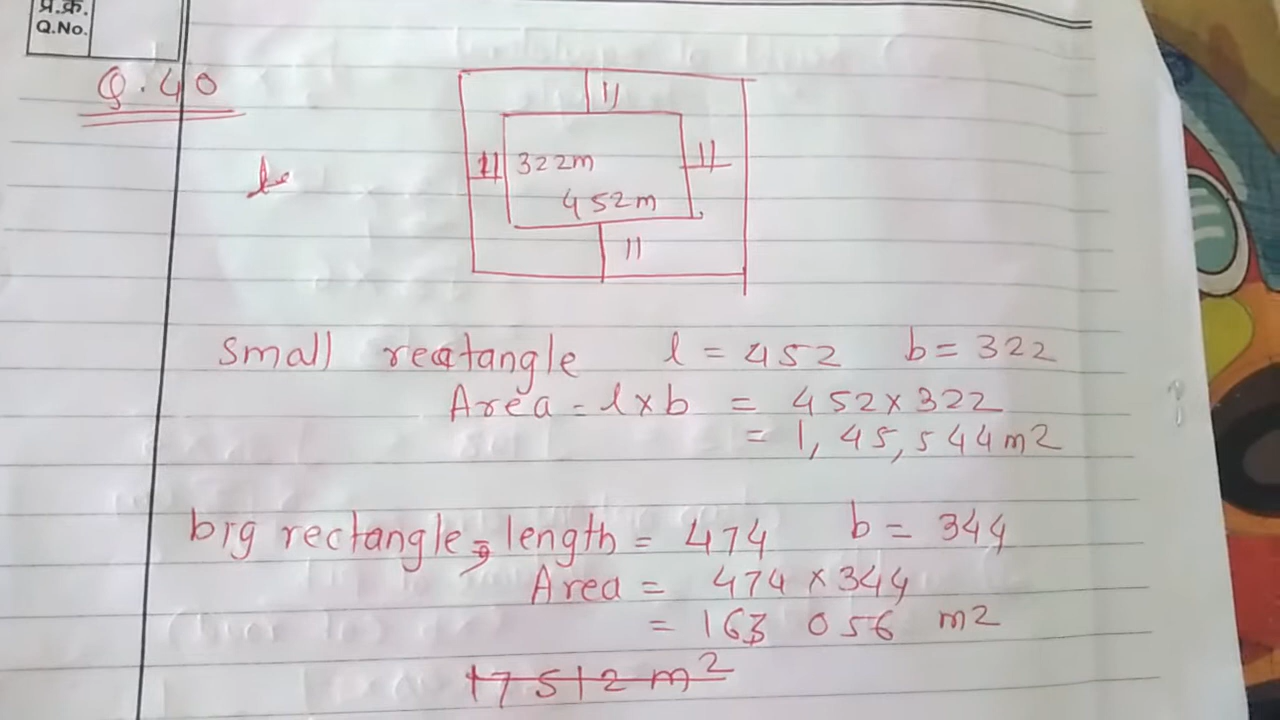 प्र.क्र.
Q.No.
Q.40
11
11 322m 11
452m
11
small rectangle l = 452 b = 322
Area = l x b = 452 x 322
= 1,45,544 m2
big rectangle, length = 474 b = 344
Area = 474 x 344
= 163 056 m2
17512 m²